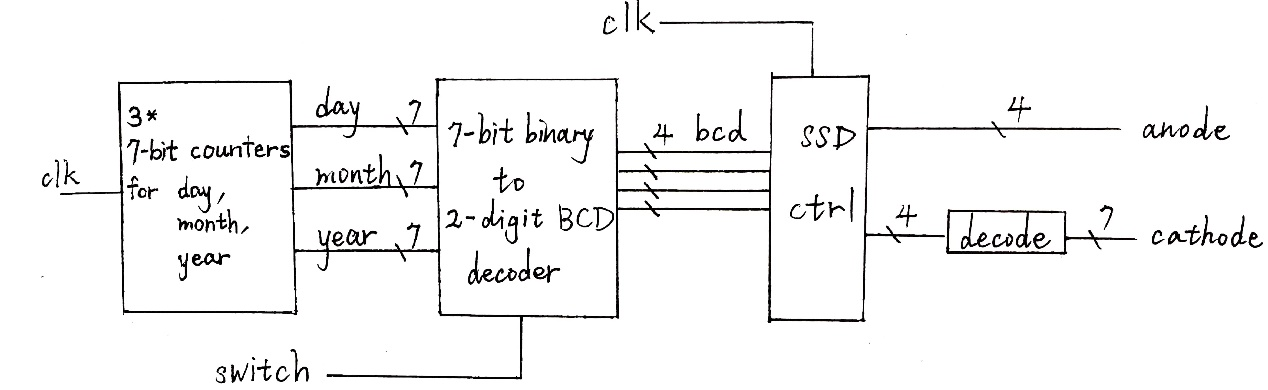 clk
3*
7-bit counters
for day,
month,
year
clk
day 7
month 7
year 7
7-bit binary
to
2-digit BCD
decoder
switch
4 bcd
clk
SSD
ctrl
4
anode
4
decode
7
cathode